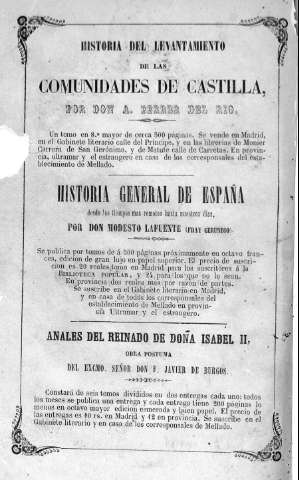 HISTORIA DEL LEVANTAMIENTO
DE LAS
COMUNIDADES DE CASTILLA,
POR DON A. FERRER DEL RIO.
Un tomo en 8.º mayor de cerca 500 páginas. Se vende en Madrid,
en el Gabinete literario calle del Príncipe, y en las librerías de Monier
Carrera de San Gerónimo, y de Matute calle de Carretas. En provin-
cia, ultramar y el estrangero en casa de los corresponsales del esta-
blecimiento de Mellado.
HISTORIA GENERAL DE ESPAÑA
desde los tiempos mas remotos hasta nuestros dias,
POR DON MODESTO LAFUENTE (FRAY GERUNDIO)
Se publica por tomos de á 500 páginas próximamente en octavo fran-
ces, edicion de gran lujo en papel superior. El precio de suscri-
cion es 20 reales tomo en Madrid para los suscritores á la
BIBLIOTECA POPULAR, y 24 para los que no lo sean.
En provincia dos reales mas por razon de portes.
Se suscribe en el Gabinete literario en Madrid,
y en casa de todos los corresponsales del
establecimiento de Mellado en provin-
cia Ultramar y el estrangero.
ANALES DEL REINADO DE DOÑA ISABEL II;
OBRA POSTUMA
DEL EXCMO. SEÑOR DON F. JAVIER DE BURGOS.
Constará de seis tomos divididos en dos entregas cada uno: todos
los meses se publica una entrega y cada entrega tiene 200 páginas lo
menos en octavo mayor edicion esmerada y buen papel. El precio de
las entregas es 10 rs. en Madrid y 12 en provincia. Se suscribe en el
Gabinete literario y en casa de los corresponsales de Mellado.